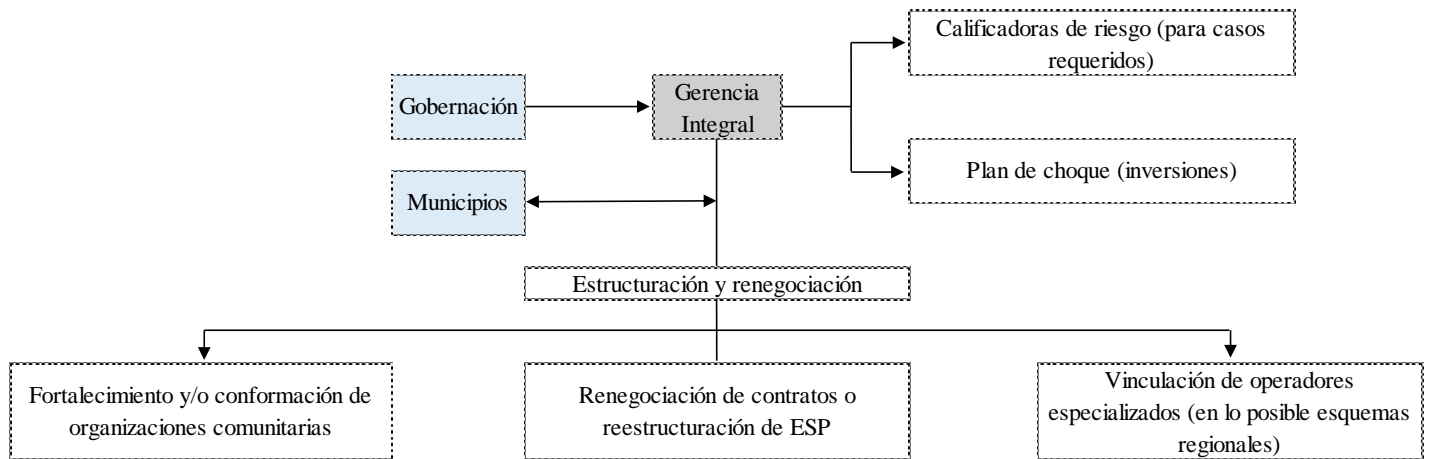 Calificadoras de riesgo (para casos
requeridos)
Gobernación
Gerencia
Integral
Plan de choque (inversiones)
Municipios
Estructuración y renegociación
Fortalecimiento y/o conformación de
organizaciones comunitarias
Renegociación de contratos o
reestructuración de ESP
Vinculación de operadores
especializados (en lo posible esquemas
regionales)